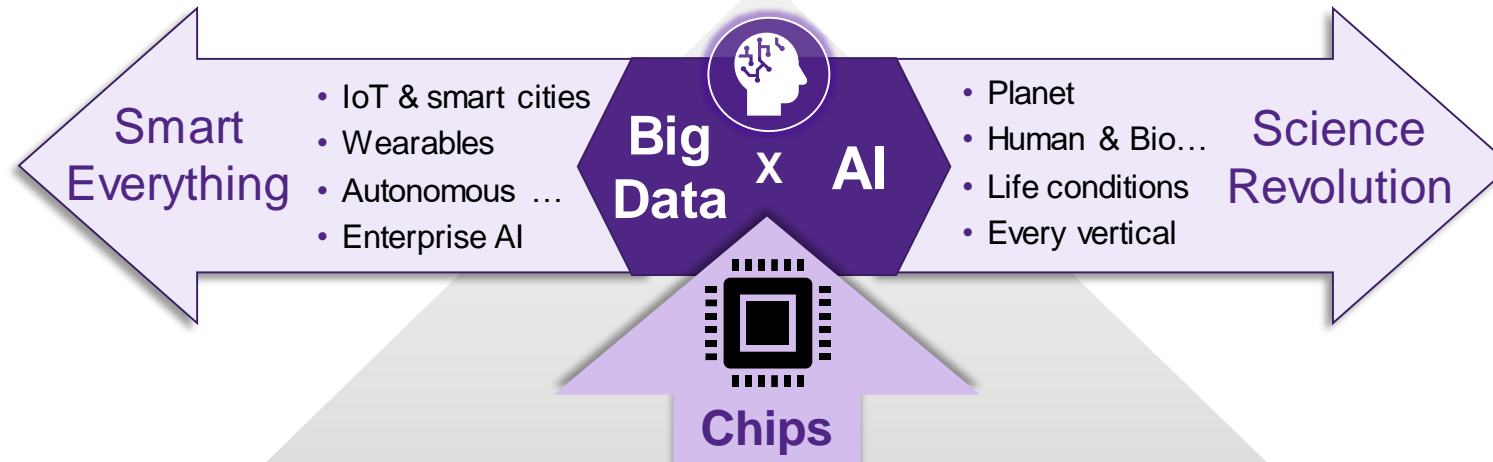 Smart
Everything
• IoT & smart cities
• Wearables
• Autonomous …
• Enterprise AI
Big
Data
x
AI
• Planet
• Human & Bio…
• Life conditions
• Every vertical
Science
Revolution
Chips